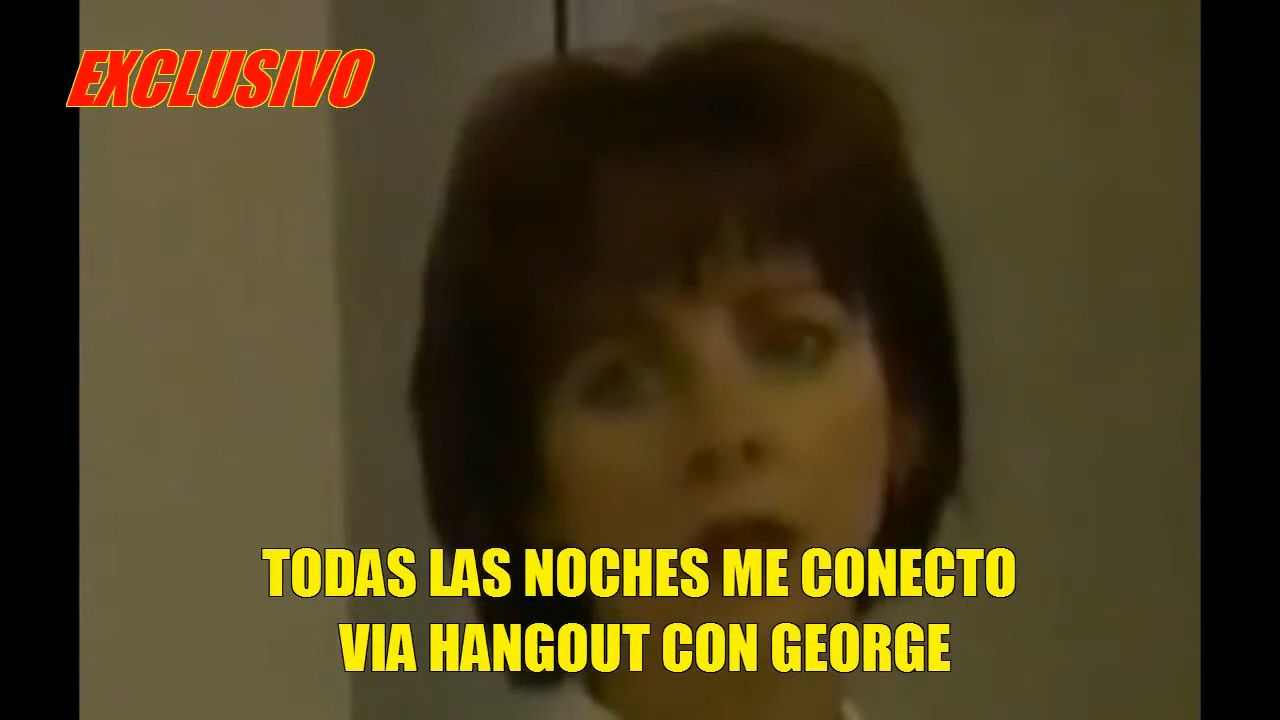 EXCLUSIVO
TODAS LAS NOCHES ME CONECTO
VIA HANGOUT CON GEORGE